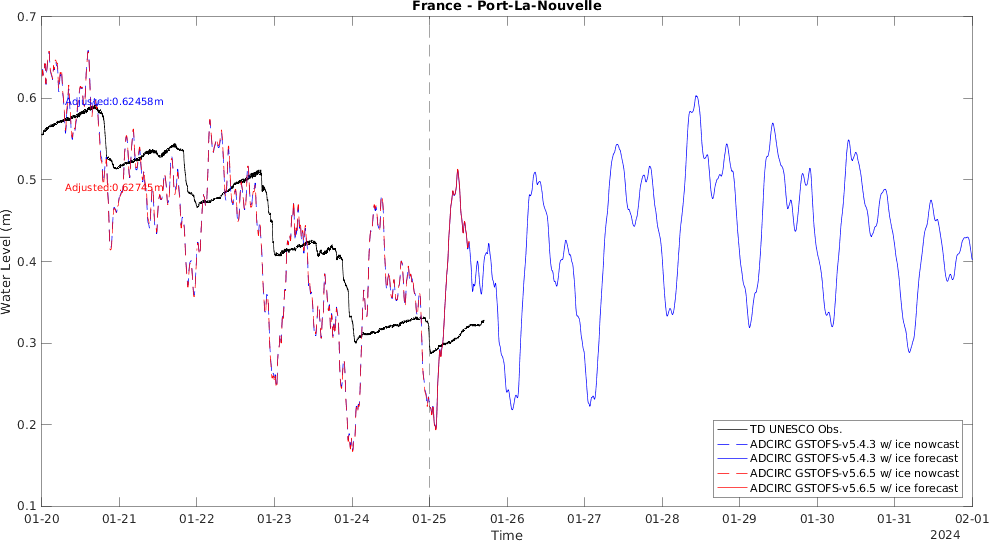 France - Port-La-Nouvelle
0.7
0.6
0.5
0.4
0.3
0.2
0.1
Water Level (m)
Adjusted:0.62458m
Adjusted:0.62745m
TD UNESCO Obs.
ADCIRC GSTOFS-v5.4.3 w/ ice nowcast
ADCIRC GSTOFS-v5.4.3 w/ ice forecast
ADCIRC GSTOFS-v5.6.5 w/ ice nowcast
ADCIRC GSTOFS-v5.6.5 w/ ice forecast
01-20 01-21 01-22 01-23 01-24 01-25 01-26 01-27 01-28 01-29 01-30 01-31 02-01
Time 2024